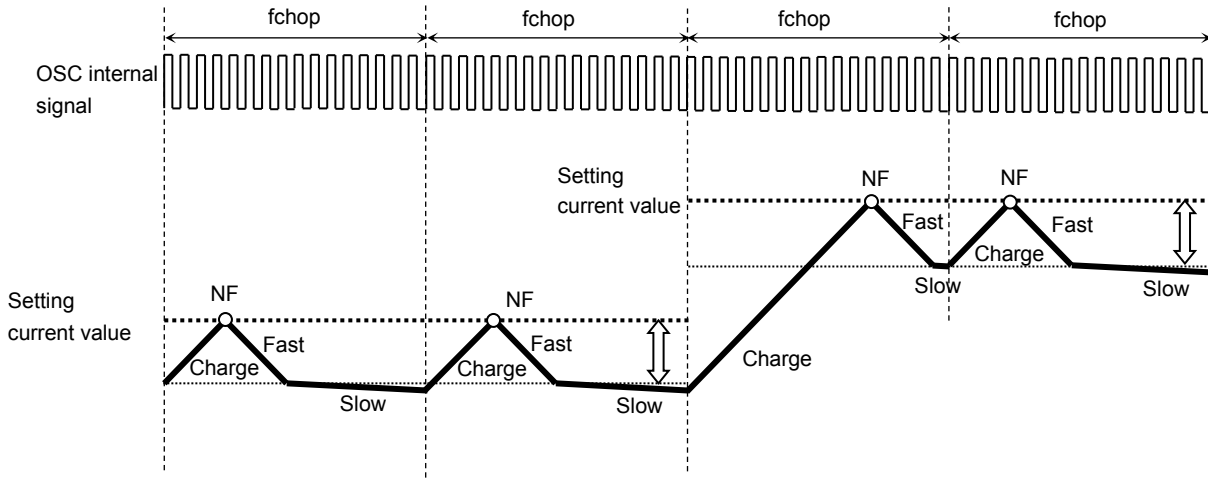 fchop fchop fchop fchop
OSC internal
signal
Setting
current value
NF NF
Fast Fast
Charge
Slow Slow
Charge
Setting
current value
NF NF
Fast Fast
Charge Charge
Slow Slow